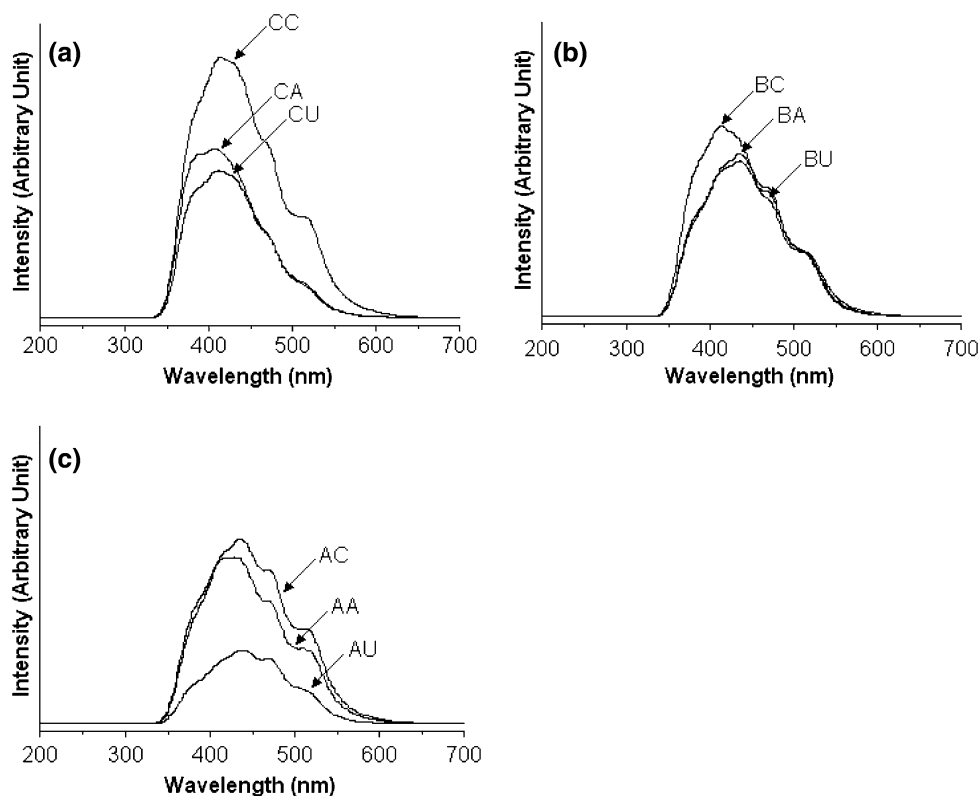 (a)
CC
CA
CU
Intensity (Arbitrary Unit)
200 300 400 500 600 700
Wavelength (nm)
(b)
BC
BA
BU
Intensity (Arbitrary Unit)
200 300 400 500 600 700
Wavelength (nm)
(c)
AC
AA
AU
Intensity (Arbitrary Unit)
200 300 400 500 600 700
Wavelength (nm)